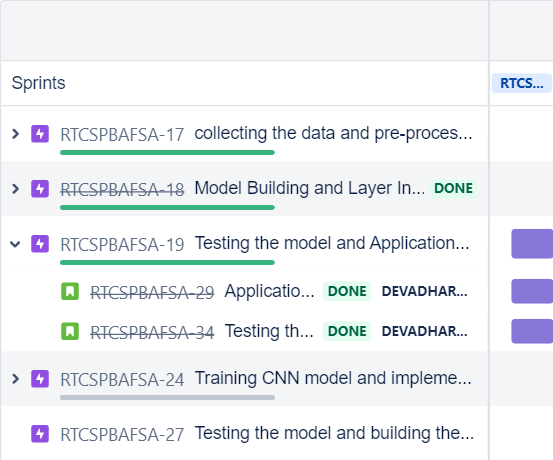 Sprints RTCS...
RTCSPBAFSA-17 collecting the data and pre-proces...
RTCSPBAFSA-18 Model Building and Layer In... DONE
RTCSPBAFSA-19 Testing the model and Application...
RTCSPBAFSA-29 Applicatio... DONE DEVADHAR...
RTCSPBAFSA-34 Testing th... DONE DEVADHAR...
RTCSPBAFSA-24 Training CNN model and impleme...
RTCSPBAFSA-27 Testing the model and building the...